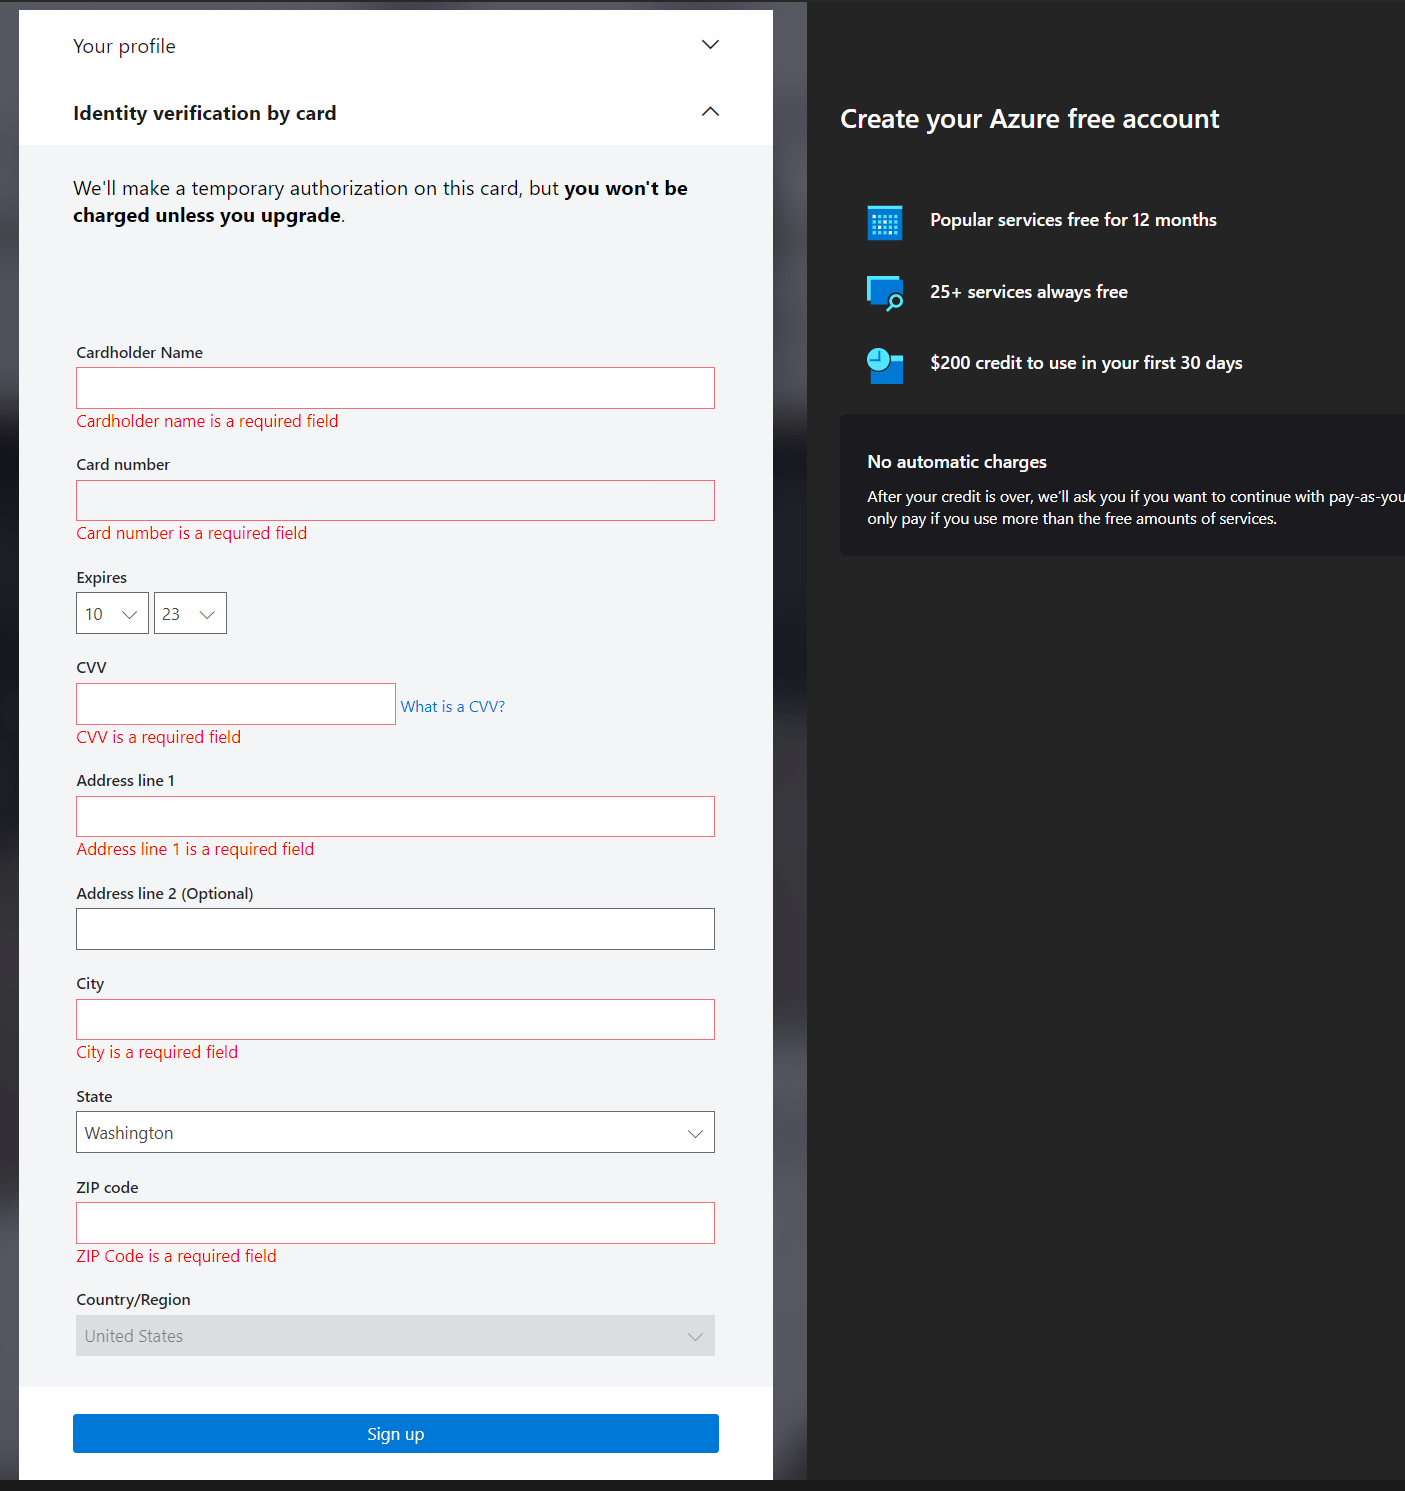 Your profile
Identity verification by card
We'll make a temporary authorization on this card, but you won't be
charged unless you upgrade.
Cardholder Name
Cardholder name is a required field
Card number
Card number is a required field
Expires
10 23
CVV
What is a CVV?
CVV is a required field
Address line 1
Address line 1 is a required field
Address line 2 (Optional)
City
City is a required field
State
Washington
ZIP code
ZIP Code is a required field
Country/Region
United States
Sign up
Create your Azure free account
Popular services free for 12 months
25+ services always free
$200 credit to use in your first 30 days
No automatic charges
After your credit is over, we’ll ask you if you want to continue with pay-as-you
only pay if you use more than the free amounts of services.